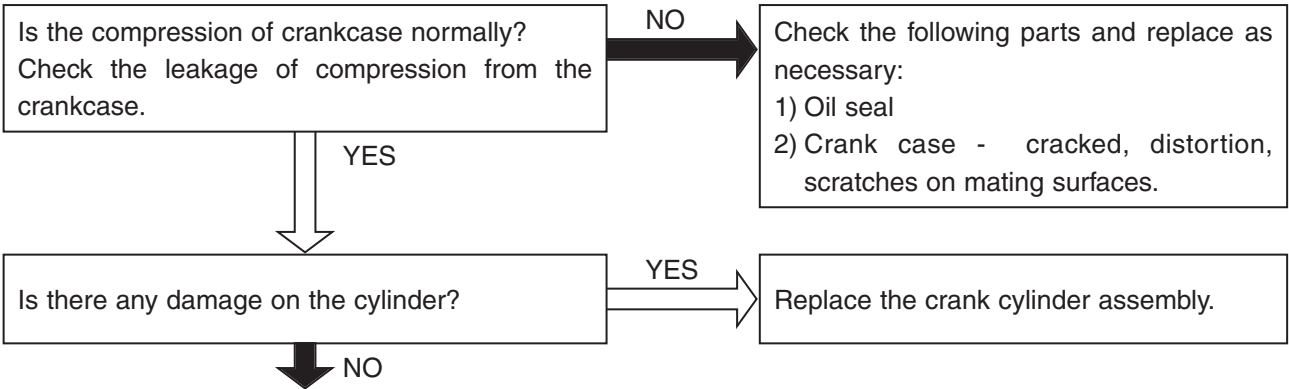 Is the compression of crankcase normally?
Check the leakage of compression from the
crankcase.
NO
Check the following parts and replace as
necessary:
1) Oil seal
2) Crank case - cracked, distortion,
scratches on mating surfaces.
YES
Is there any damage on the cylinder?
YES
Replace the crank cylinder assembly.
NO